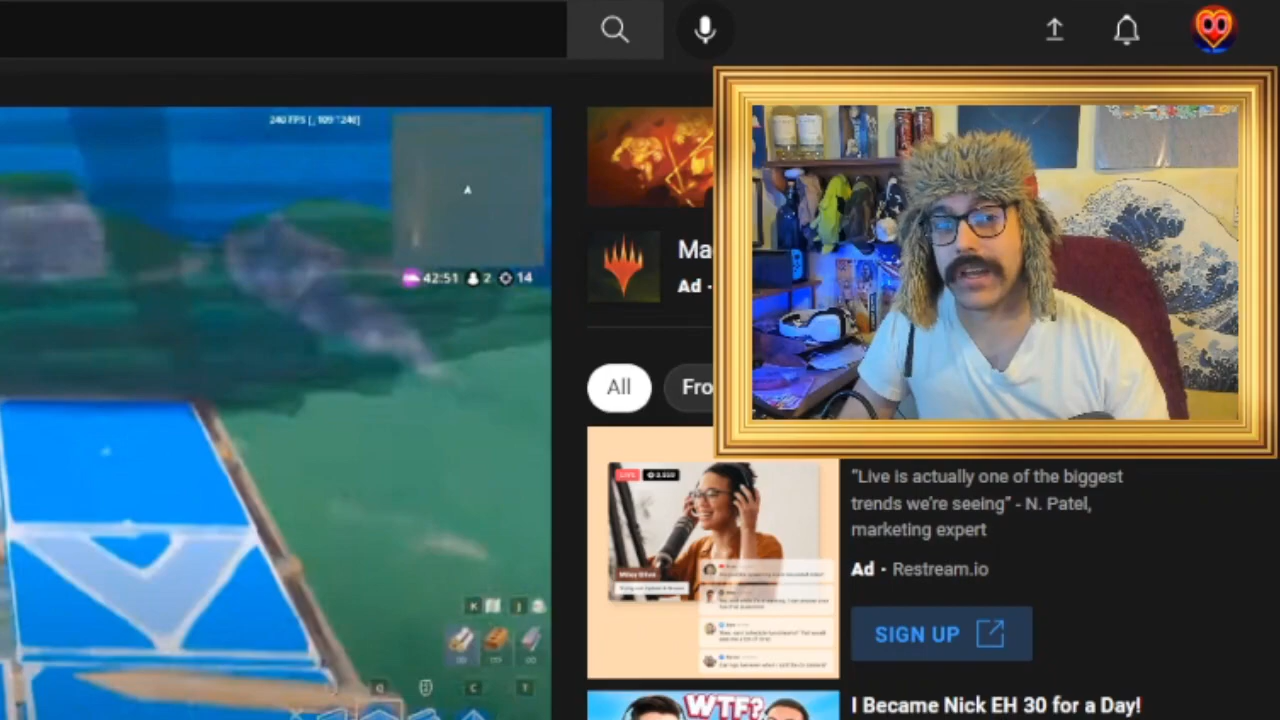 240 FPS
A
42:51 2 14
Ma
Ad ·
All
Fro
LIVE
"Live is actually one of the biggest
trends we're seeing" - N. Patel,
marketing expert
Ad · Restream.io
SIGN UP
K
J
Q
C
T
WTF?
I Became Nick EH 30 for a Day!